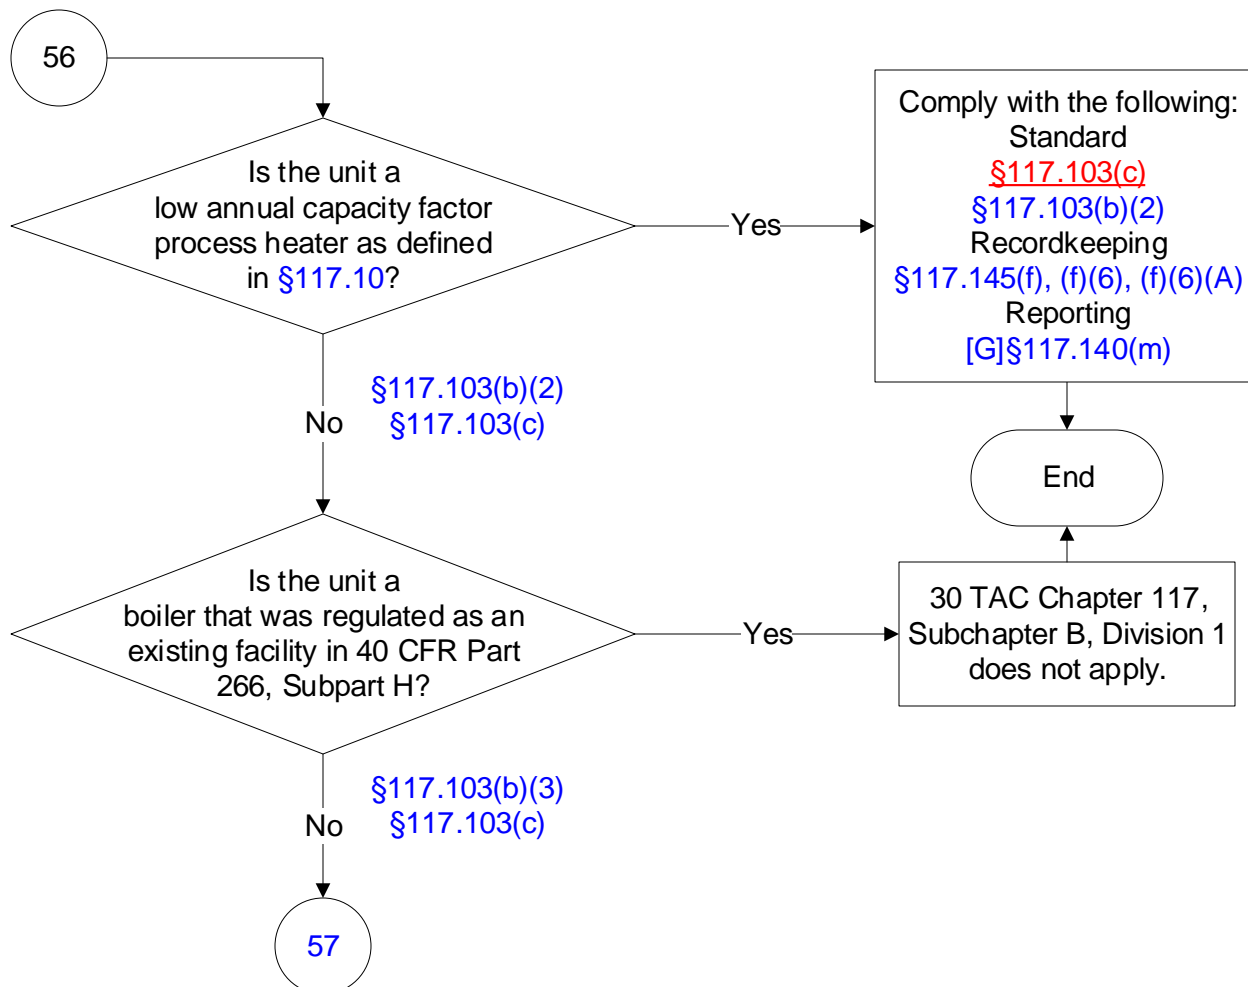 56
Is the unit a
low annual capacity factor
process heater as defined
in §117.10?
Yes
Comply with the following:
Standard
§117.103(c)
§117.103(b)(2)
Recordkeeping
§117.145(f), (f)(6), (f)(6)(A)
Reporting
[G]§117.140(m)
No
§117.103(b)(2)
§117.103(c)
End
Is the unit a
boiler that was regulated as an
existing facility in 40 CFR Part
266, Subpart H?
Yes
30 TAC Chapter 117,
Subchapter B, Division 1
does not apply.
No
§117.103(b)(3)
§117.103(c)
57